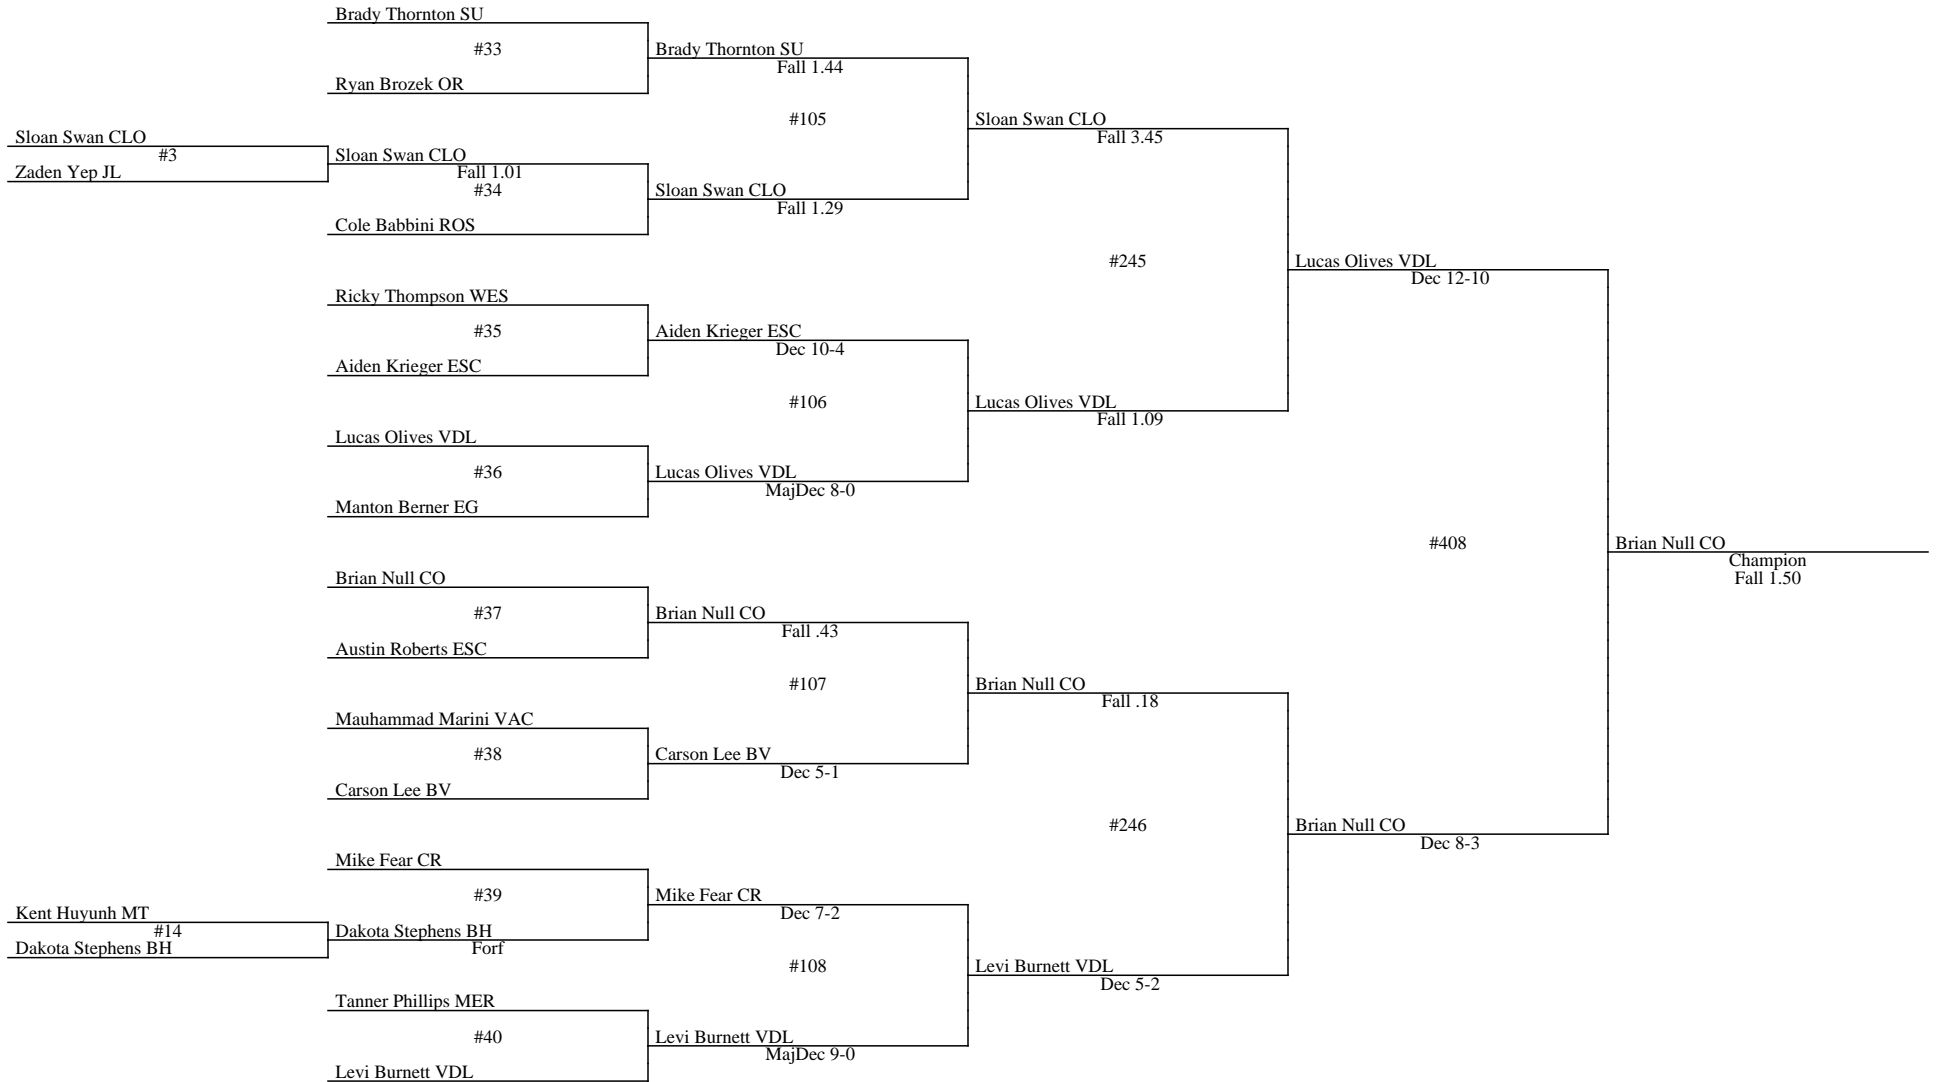 Brady Thornton SU
#33
Brady Thornton SU
Fall 1.44
Ryan Brozek OR
#105
Sloan Swan CLO
Fall 3.45
Sloan Swan CLO
#3
Sloan Swan CLO
Fall 1.01
Zaden Yep JL
#34
Sloan Swan CLO
Fall 1.29
Cole Babbini ROS
#245
Lucas Olives VDL
Dec 12-10
Ricky Thompson WES
#35
Aiden Krieger ESC
Dec 10-4
Aiden Krieger ESC
#106
Lucas Olives VDL
Fall 1.09
Lucas Olives VDL
#36
Lucas Olives VDL
MajDec 8-0
Manton Berner EG
#408
Brian Null CO
Champion
Fall 1.50
Brian Null CO
#37
Brian Null CO
Fall .43
Austin Roberts ESC
#107
Brian Null CO
Fall .18
Mauhammad Marini VAC
#38
Carson Lee BV
Dec 5-1
Carson Lee BV
#246
Brian Null CO
Dec 8-3
Mike Fear CR
#39
Mike Fear CR
Dec 7-2
Kent Huyunh MT
#14
Dakota Stephens BH
Forf
Dakota Stephens BH
#108
Levi Burnett VDL
Dec 5-2
Tanner Phillips MER
#40
Levi Burnett VDL
MajDec 9-0
Levi Burnett VDL